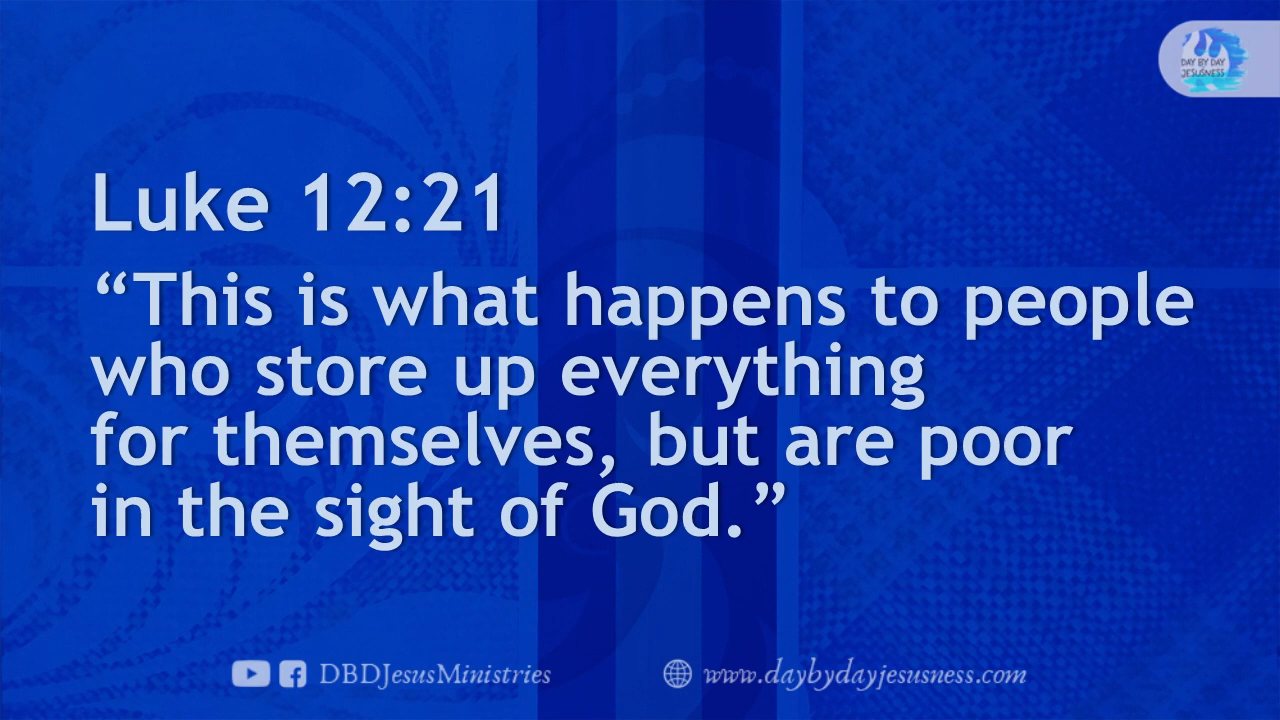 DAY BY DAY
JESUSNESS
Luke 12:21
“This is what happens to people
who store up everything
for themselves, but are poor
in the sight of God.”
DBDJesusMinistries
www.daybydayjesusness.com